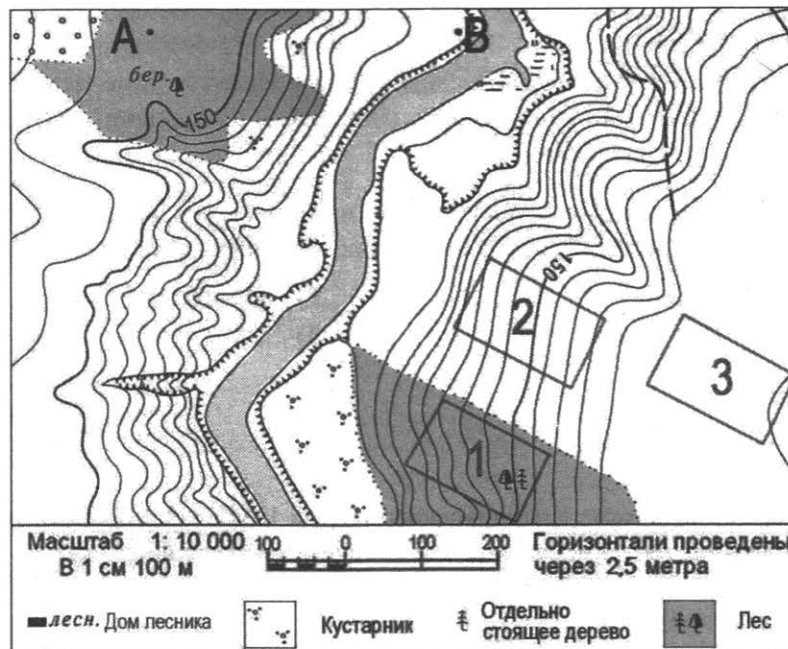 А
В
бер.
150
150
2
3
1
Масштаб 1: 10 000
В 1 см 100 м
100 0 100 200
Горизонтали проведены
через 2,5 метра
лесн. Дом лесника
Кустарник
Отдельно
стоящее дерево
Лес